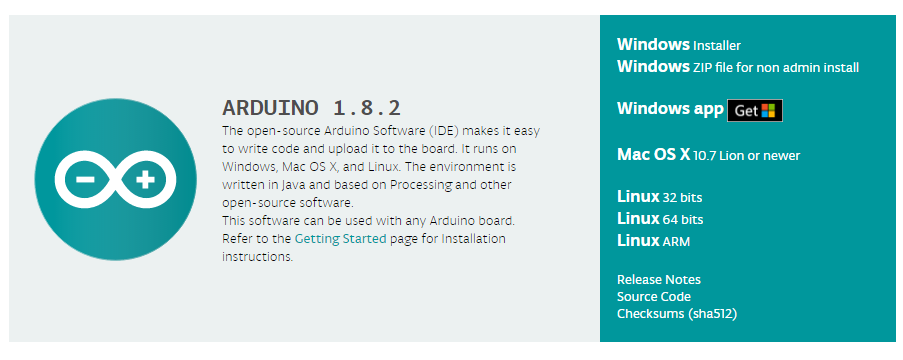 ARDUINO 1.8.2
The open-source Arduino Software (IDE) makes it easy
to write code and upload it to the board. It runs on
Windows, Mac OS X, and Linux. The environment is
written in Java and based on Processing and other
open-source software.
This software can be used with any Arduino board.
Refer to the Getting Started page for Installation
instructions.
Windows Installer
Windows ZIP file for non admin install
Windows app Get
Mac OS X 10.7 Lion or newer
Linux 32 bits
Linux 64 bits
Linux ARM
Release Notes
Source Code
Checksums (sha512)